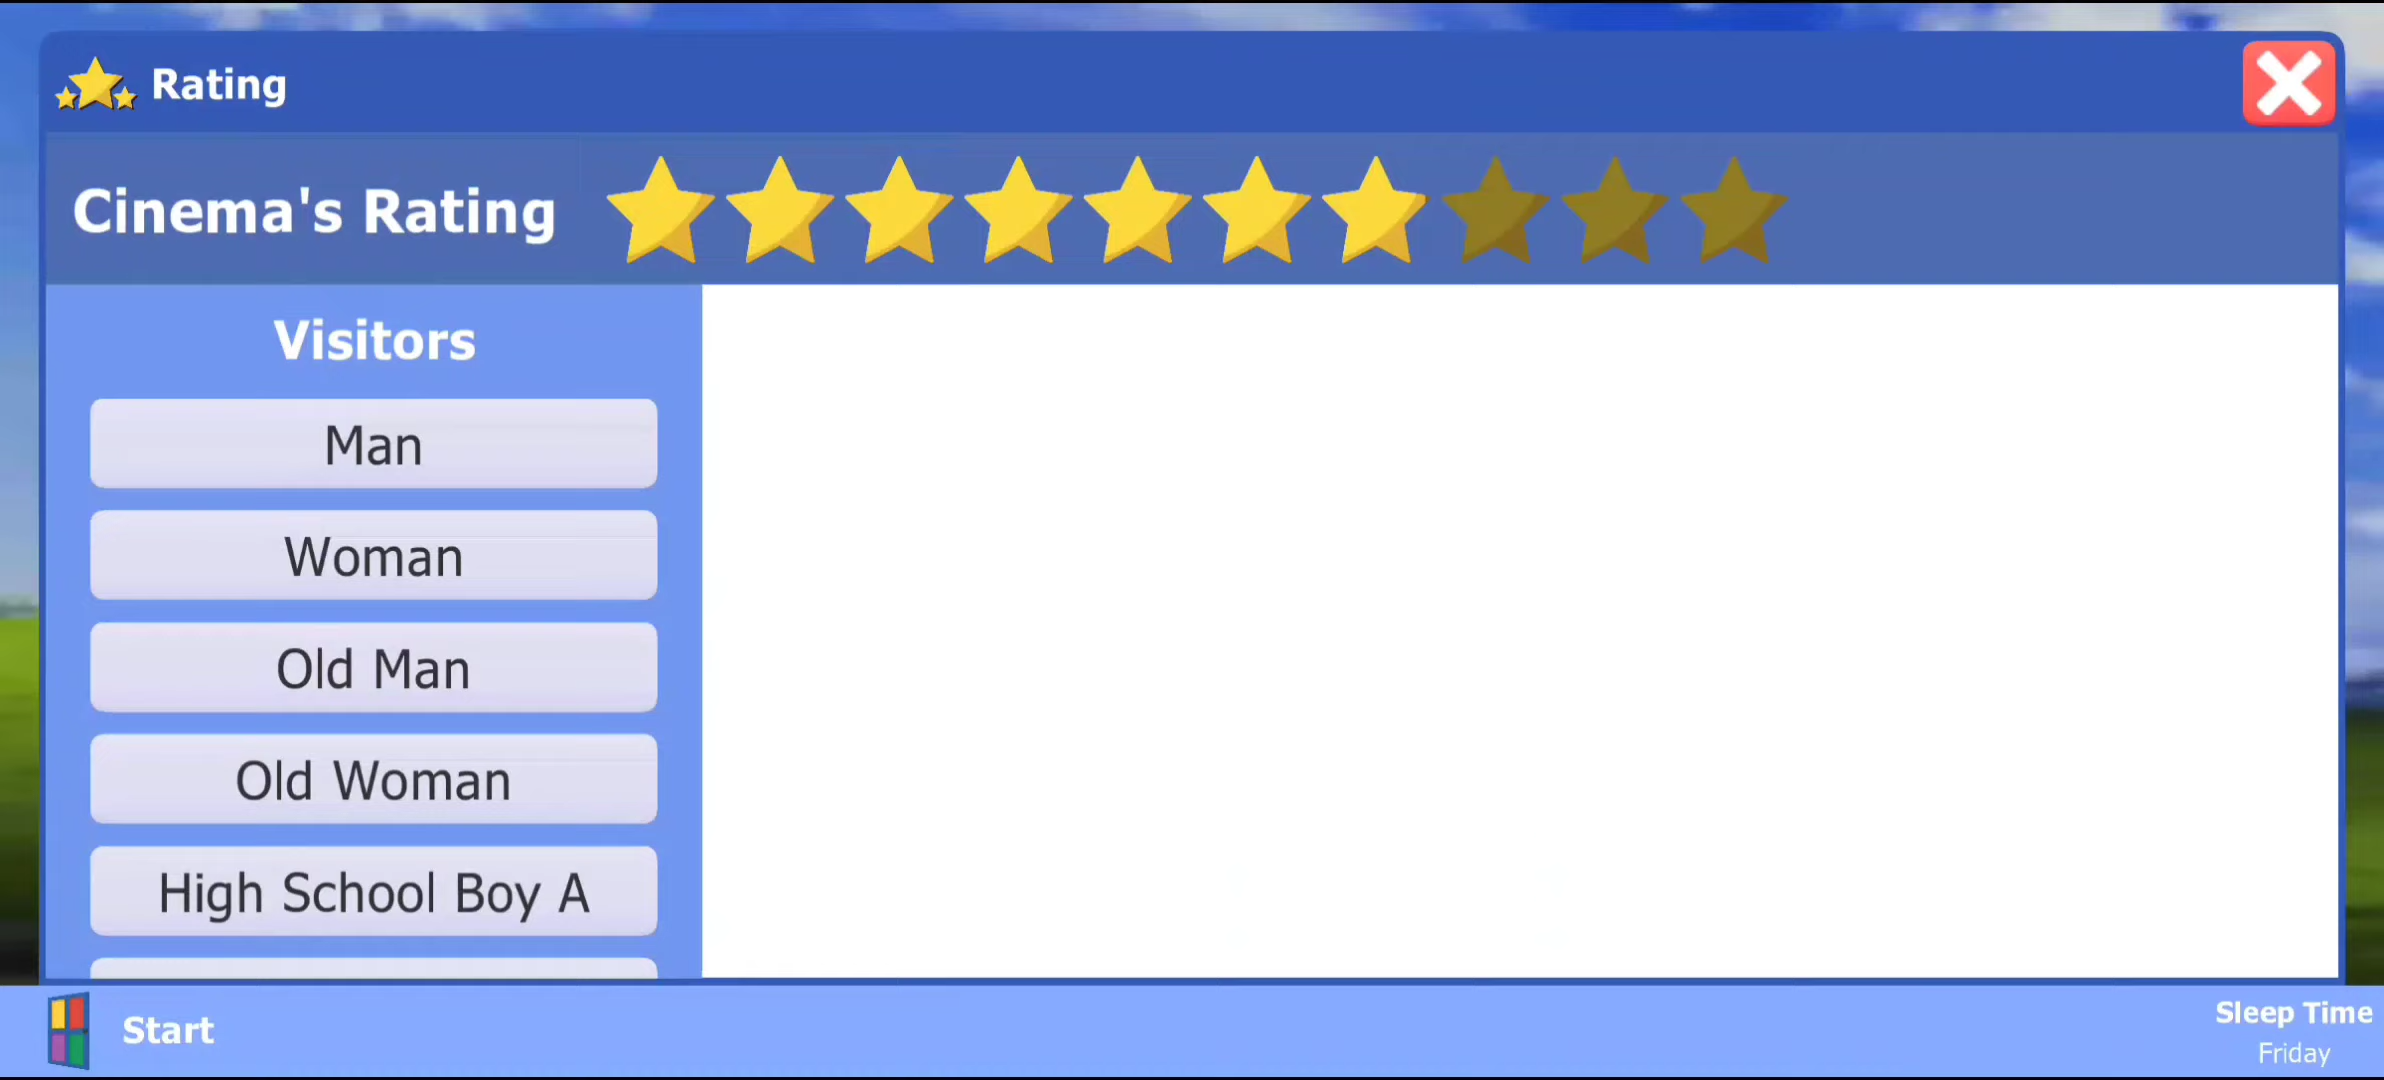 Rating
Cinema's Rating
Visitors
Man
Woman
Old Man
Old Woman
High School Boy A
Start
Sleep Time
Friday